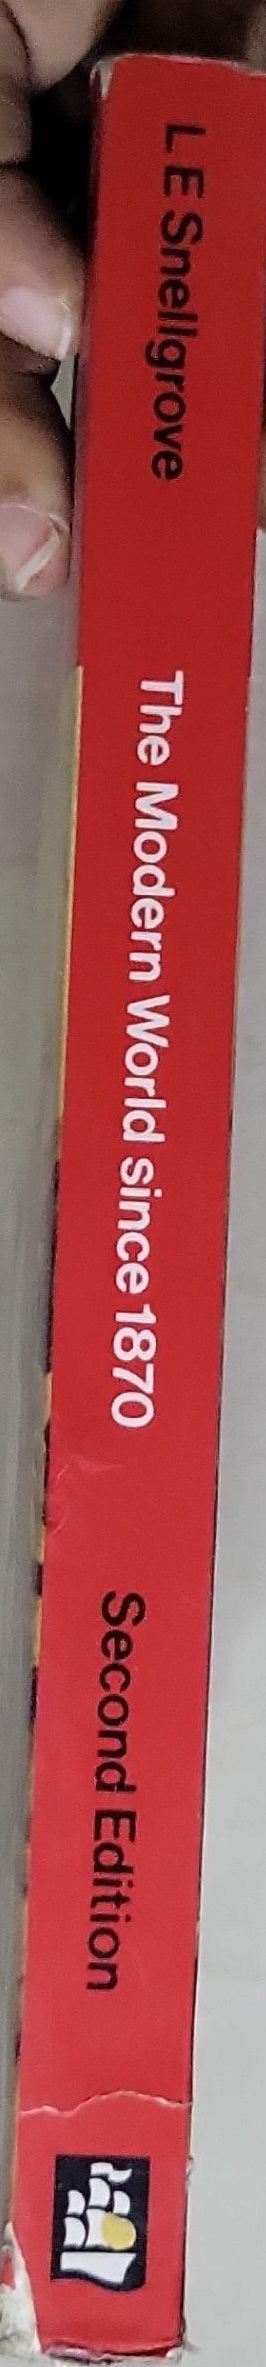 L E Snellgrove
The Modern World since 1870
Second Edition